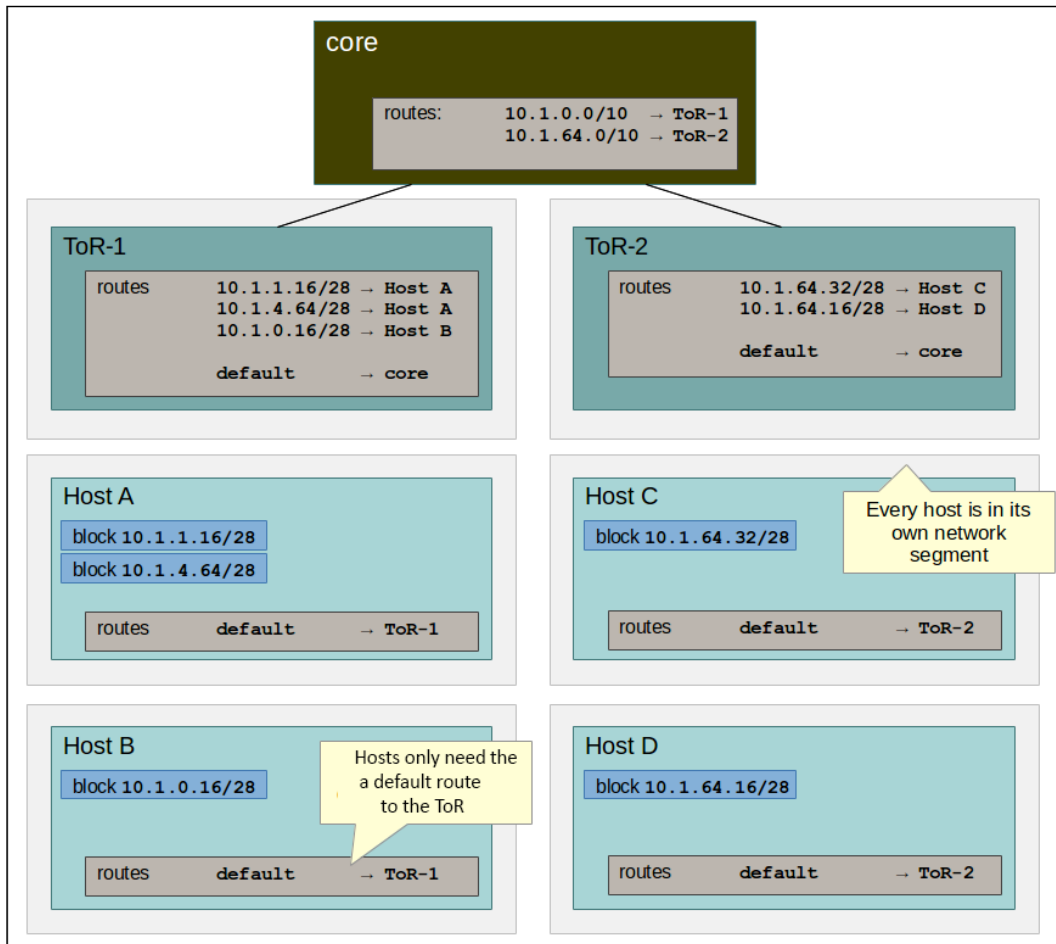 core
routes: 10.1.0.0/10 → ToR-1
10.1.64.0/10 → ToR-2
ToR-1
routes 10.1.1.16/28 → Host A
10.1.4.64/28 → Host A
10.1.0.16/28 → Host B
default → core
ToR-2
routes 10.1.64.32/28 → Host C
10.1.64.16/28 → Host D
default → core
Host A
block 10.1.1.16/28
block 10.1.4.64/28
routes default → ToR-1
Host C
block 10.1.64.32/28
Every host is in its
own network
segment
routes default → ToR-2
Host B
block 10.1.0.16/28
Hosts only need the
a default route
to the ToR
routes default → ToR-1
Host D
block 10.1.64.16/28
routes default → ToR-2